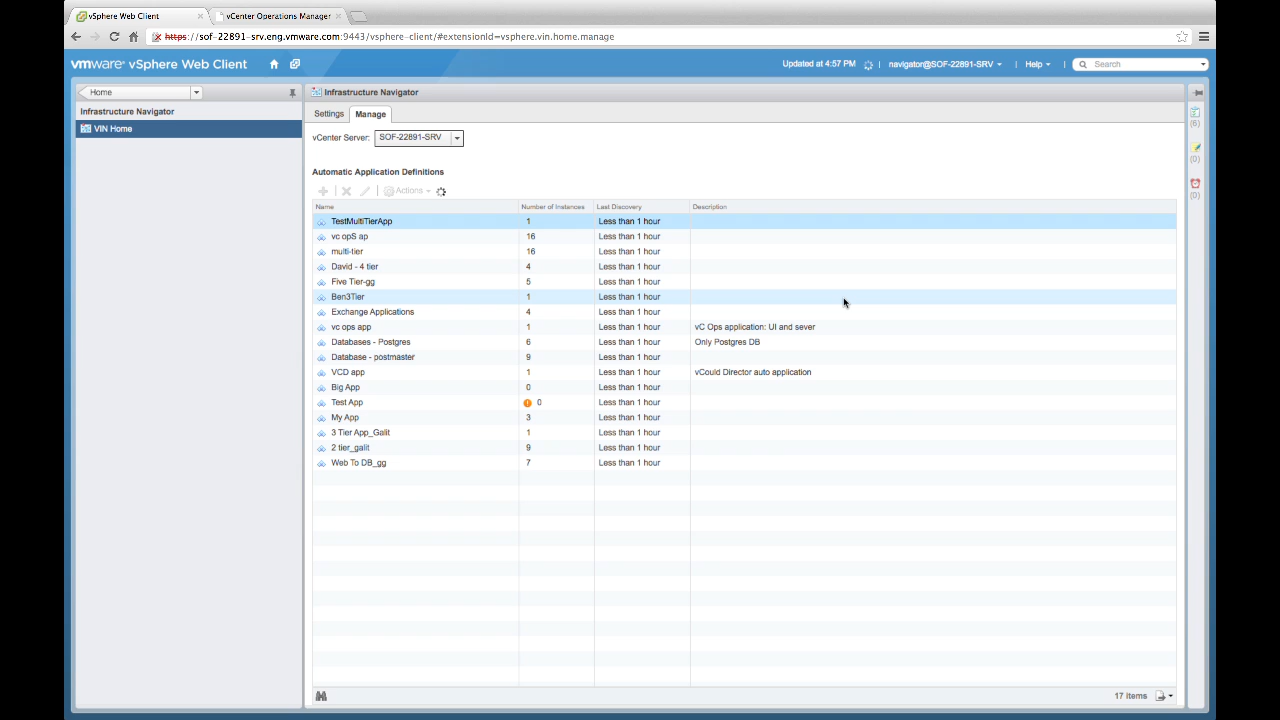 vSphere Web Client
vCenter Operations Manager
https://sof-22891-srv.eng.vmware.com:9443/vsphere-client/#extensionId=vsphere.vin.home.manage
vmware vSphere Web Client
Updated at 4:57 PM
navigator@SOF-22891-SRV
Help
Search
Home
Infrastructure Navigator
VIN Home
Infrastructure Navigator
Settings Manage
vCenter Server: SOF-22891-SRV
Automatic Application Definitions
Actions
Name Number of Instances Last Discovery Description
TestMultiTierApp 1 Less than 1 hour
vc opS ap 16 Less than 1 hour
multi-tier 16 Less than 1 hour
David - 4 tier 4 Less than 1 hour
Five Tier-gg 5 Less than 1 hour
Ben3Tier 1 Less than 1 hour
Exchange Applications 4 Less than 1 hour
vc ops app 1 Less than 1 hour vC Ops application: UI and sever
Databases - Postgres 6 Less than 1 hour Only Postgres DB
Database - postmaster 9 Less than 1 hour
VCD app 1 Less than 1 hour vCould Director auto application
Big App 0 Less than 1 hour
Test App 0 Less than 1 hour
My App 3 Less than 1 hour
3 Tier App_Galit 1 Less than 1 hour
2 tier_galit 9 Less than 1 hour
Web To DB_gg 7 Less than 1 hour
17 items
(6)
(0)
(0)